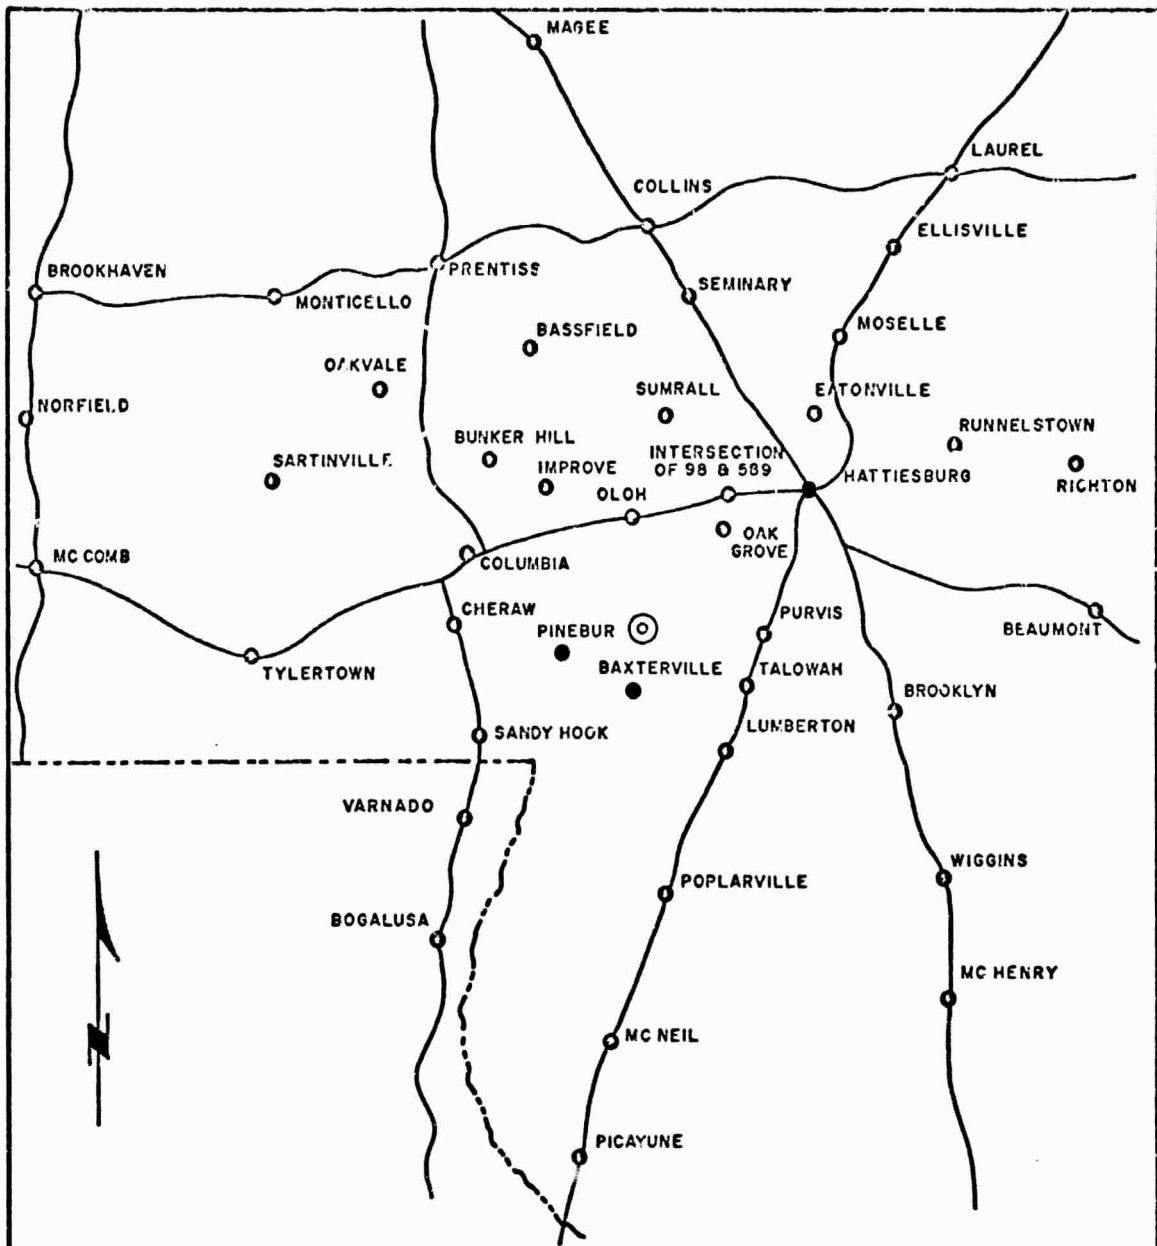 MAGEE
LAUREL
COLLINS
ELLISVILLE
BROOKHAVEN
PRENTISS
SEMINARY
MONTICELLO
MOSELLE
BASSFIELD
OAKVALE
SUMRALL
EATONVILLE
NORFIELD
RUNNELSTOWN
BUNKER HILL
INTERSECTION
OF 98 & 589
SARTINVILLE
IMPROVE
HATTIESBURG
RICHTON
OLOH
OAK
GROVE
MC COMB
COLUMBIA
CHERAW
PURVIS
BEAUMONT
PINEBUR
TYLERTOWN
BAXTERVILLE
TALOWAH
BROOKLYN
SANDY HOOK
LUMBERTON
VARNADO
WIGGINS
POPLARVILLE
BOGALUSA
MC HENRY
N
MC NEIL
PICAYUNE